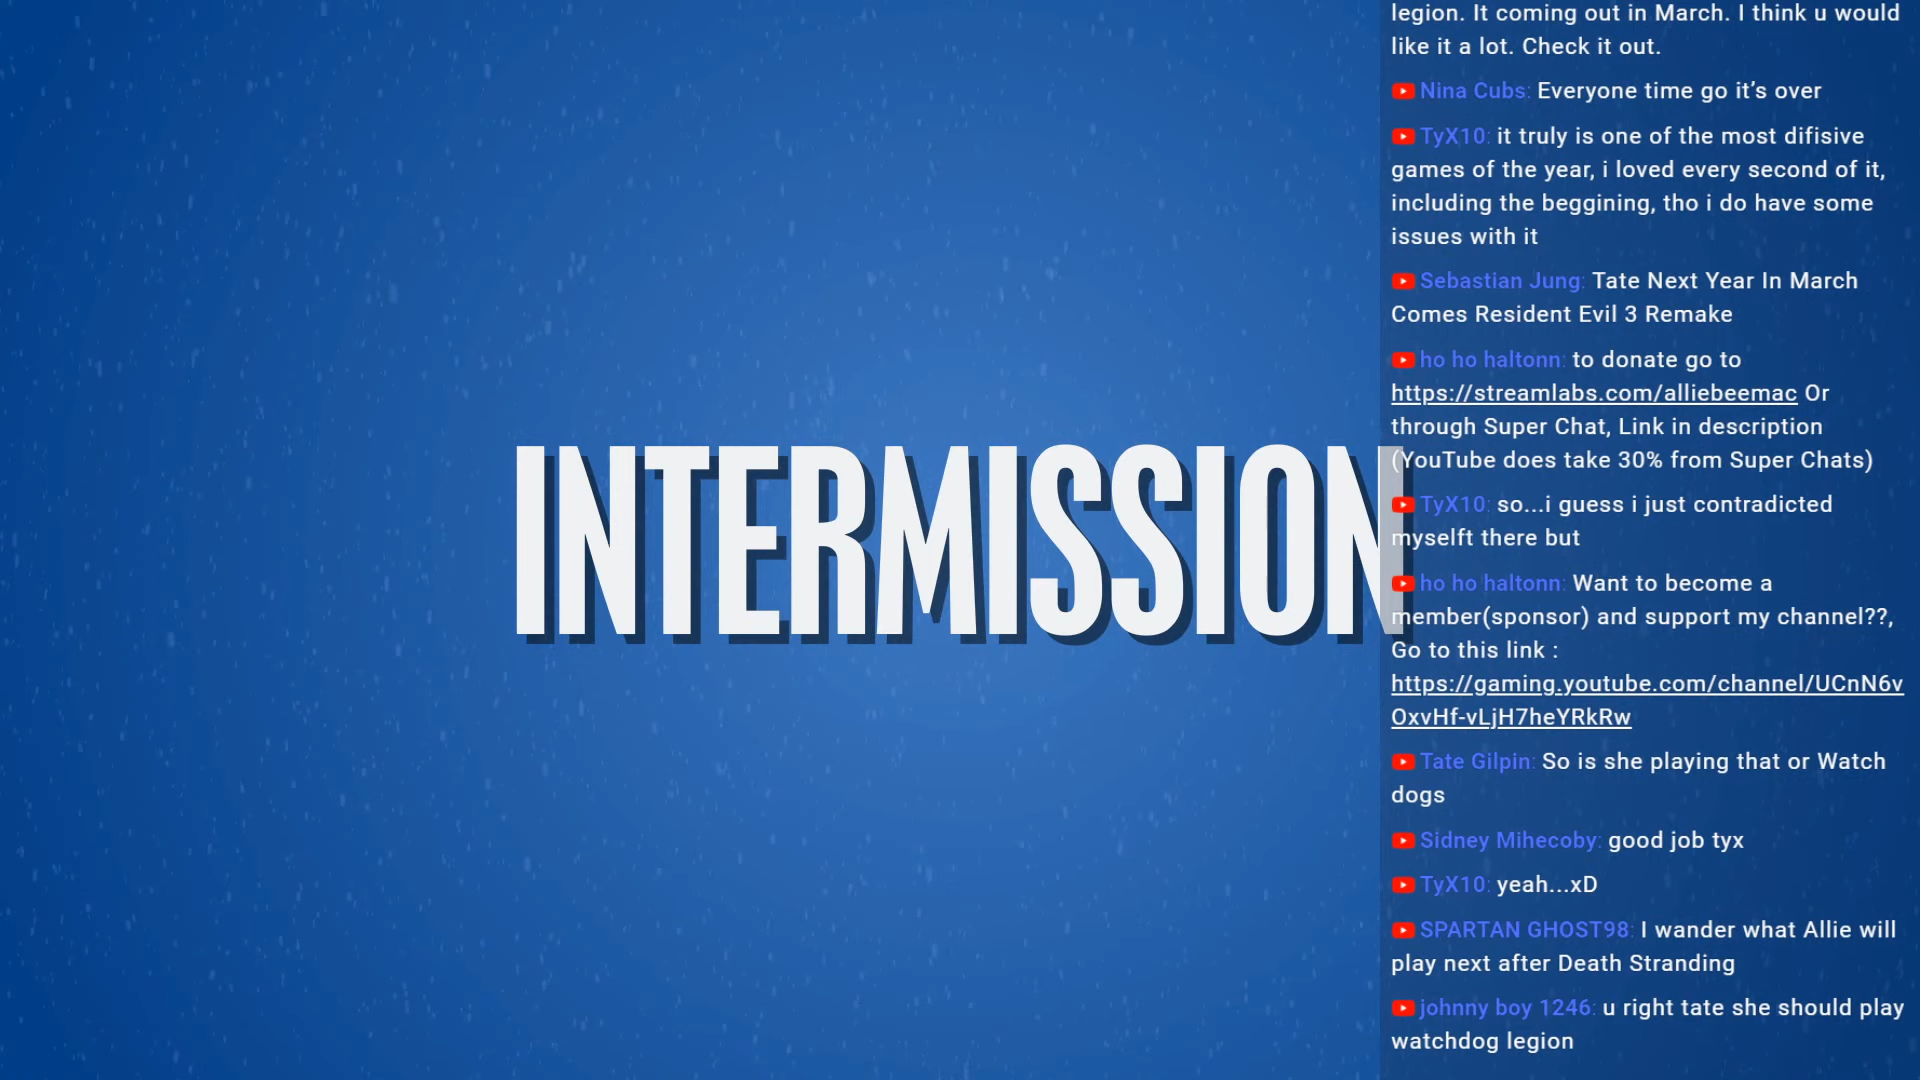 INTERMISSION
legion. It coming out in March. I think u would
like it a lot. Check it out.
Nina Cubs: Everyone time go it’s over
TyX10: it truly is one of the most difisive
games of the year, i loved every second of it,
including the beggining, tho i do have some
issues with it
Sebastian Jung: Tate Next Year In March
Comes Resident Evil 3 Remake
ho ho haltonn: to donate go to
https://streamlabs.com/alliebeemac Or
through Super Chat, Link in description
(YouTube does take 30% from Super Chats)
TyX10: so...i guess i just contradicted
myselft there but
ho ho haltonn: Want to become a
member(sponsor) and support my channel??,
Go to this link :
https://gaming.youtube.com/channel/UCnN6v
OxvHf-vLjH7heYRkRw
Tate Gilpin: So is she playing that or Watch
dogs
Sidney Mihecoby: good job tyx
TyX10: yeah...xD
SPARTAN GHOST98: I wander what Allie will
play next after Death Stranding
johnny boy 1246: u right tate she should play
watchdog legion